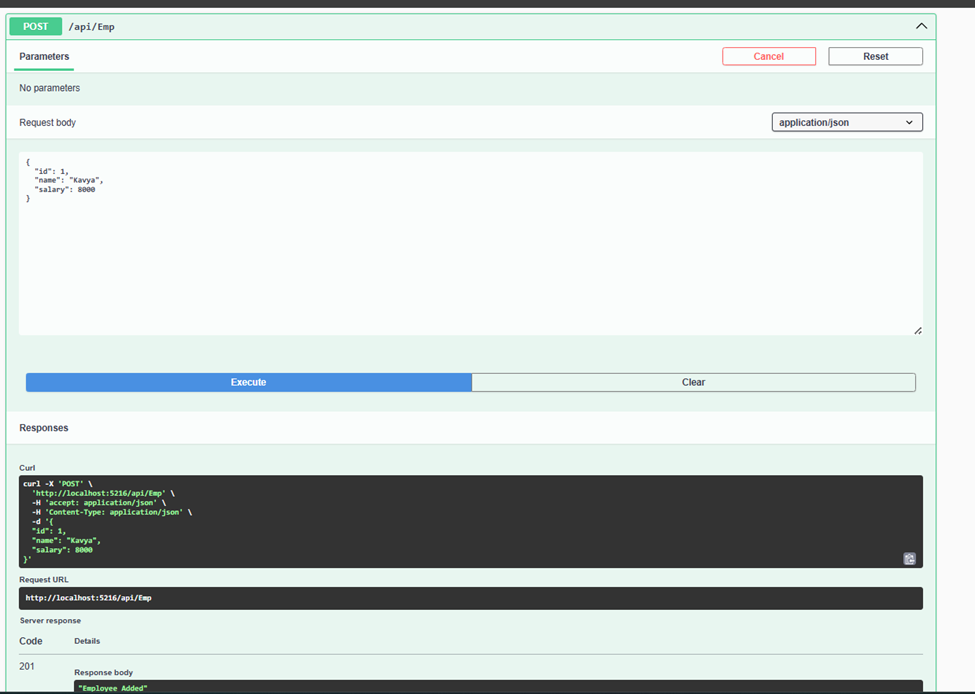 POST /api/Emp
Parameters
Cancel
Reset
No parameters
Request body
application/json
{
  "id": 1,
  "name": "Kavya",
  "salary": 8000
}
Execute
Clear
Responses
Curl
curl -X 'POST' \
  'http://localhost:5216/api/Emp' \
  -H 'accept: application/json' \
  -H 'Content-Type: application/json' \
  -d '{
  "id": 1,
  "name": "Kavya",
  "salary": 8000
}'
Request URL
http://localhost:5216/api/Emp
Server response
Code Details
201
Response body
"Employee Added"